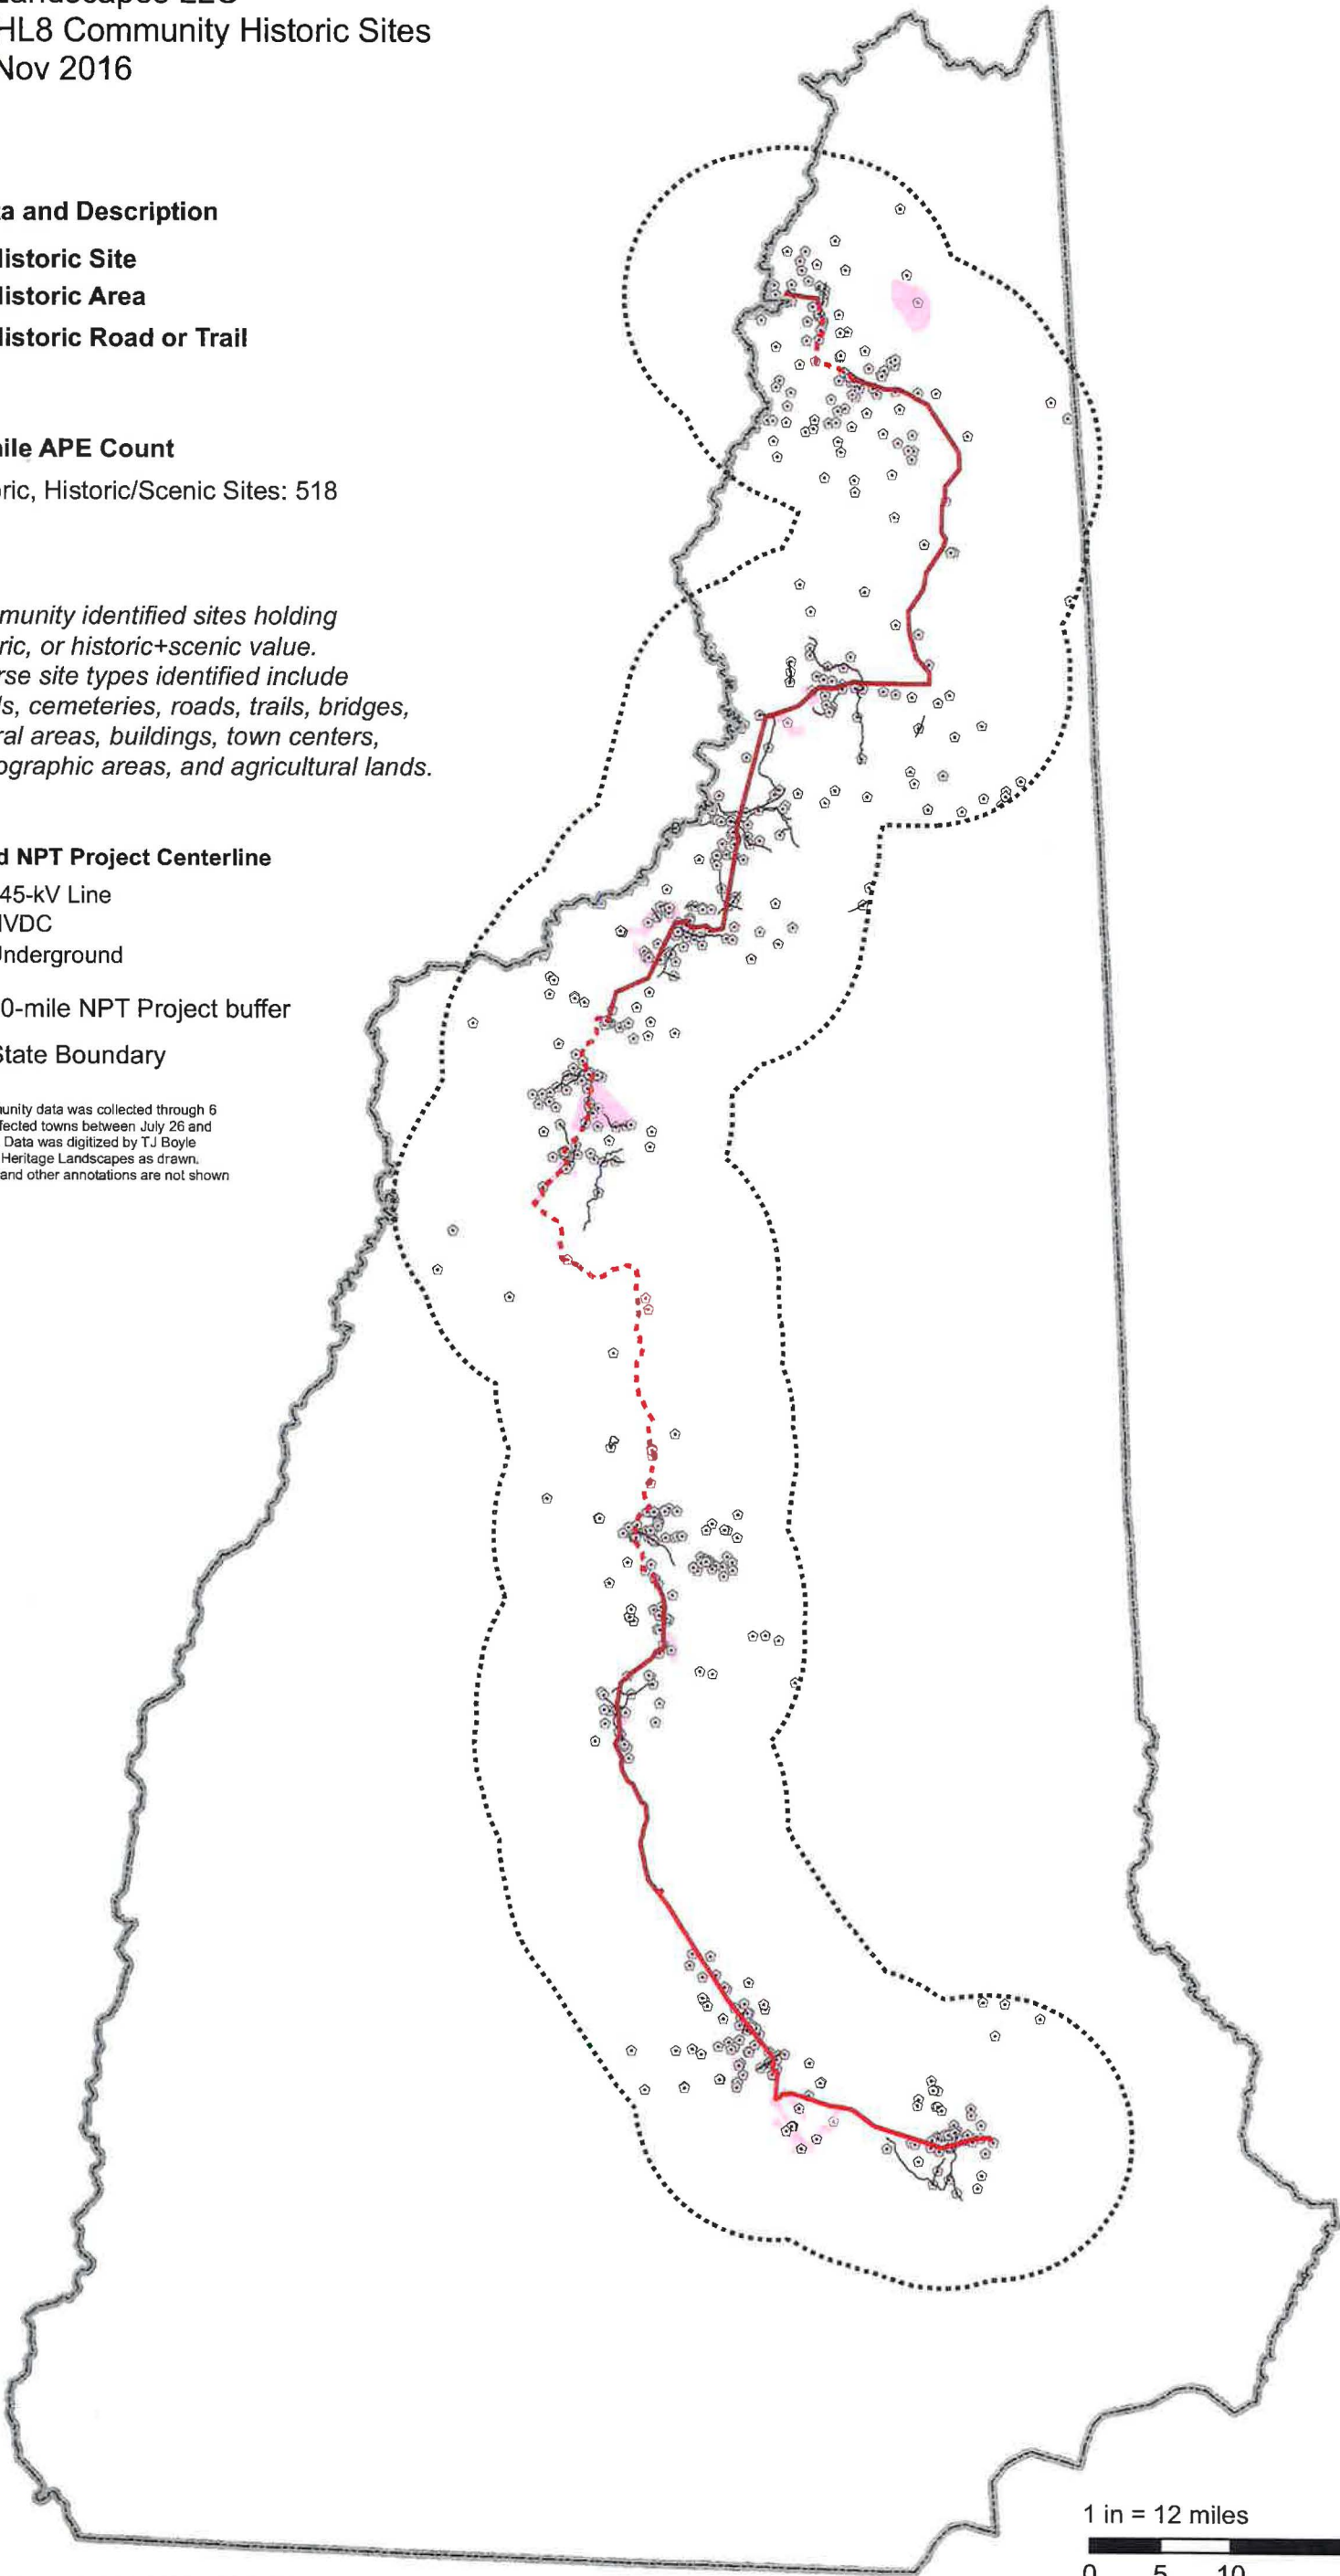 HL8 Community Historic Sites
Nov 2016
a and Description
Historic Site
Historic Area
Historic Road or Trail
ile APE Count
ric, Historic/Scenic Sites: 518
munity identified sites holding
ric, or historic+scenic value.
rse site types identified include
s, cemeteries, roads, trails, bridges,
ral areas, buildings, town centers,
ographic areas, and agricultural lands.
d NPT Project Centerline
45-kV Line
HVDC
Underground
0-mile NPT Project buffer
State Boundary
unity data was collected through 6
fected towns between July 26 and
Data was digitized by TJ Boyle
Heritage Landscapes as drawn.
and other annotations are not shown
1 in = 12 miles
0 5 10